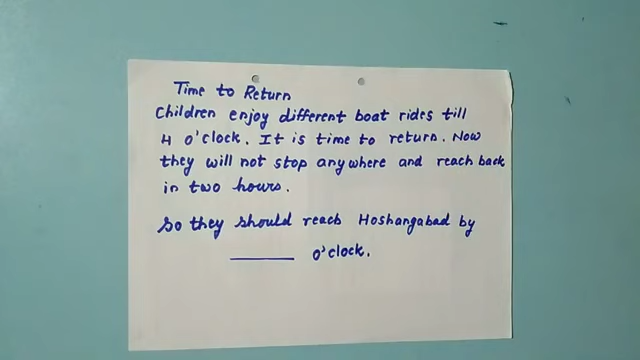 Time to Return
Children enjoy different boat rides till
4 O'clock. It is time to return. Now
they will not stop anywhere and reach back
in two hours.
So they should reach Hoshangabad by
______ O'clock.